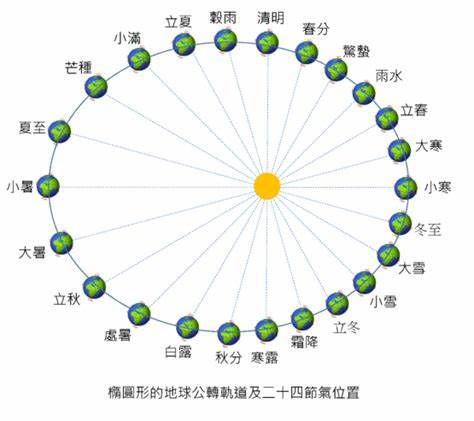 穀雨
清明
春分
驚蟄
雨水
立春
大寒
小寒
冬至
大雪
小雪
立冬
霜降
寒露
秋分
白露
處暑
立秋
大暑
小暑
夏至
芒種
小滿
立夏
橢圓形的地球公轉軌道及二十四節氣位置